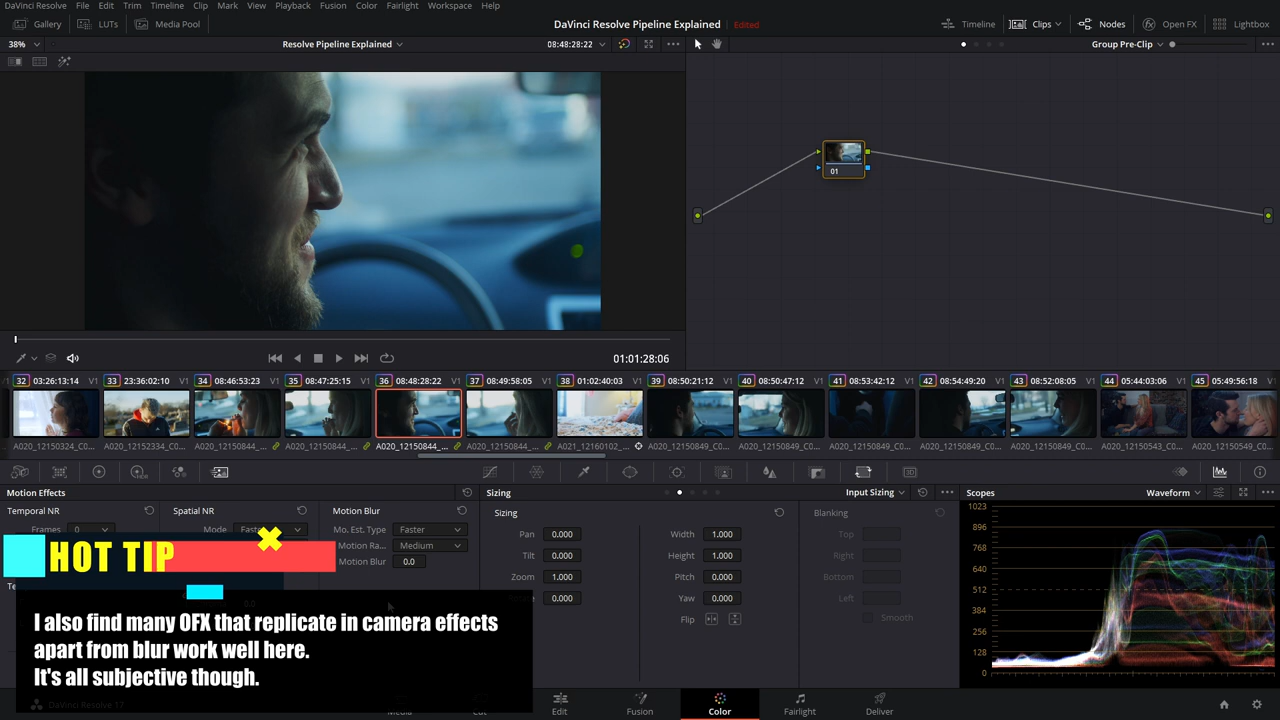 DaVinci Resolve File Edit Trim Timeline Clip Mark View Playback Fusion Color Fairlight Workspace Help
Gallery LUTs Media Pool DaVinci Resolve Pipeline Explained Edited Timeline Clips Nodes Open FX Lightbox
38% Resolve Pipeline Explained 08:48:28:22 Group Pre-Clip
01
01:01:28:06
32 03:26:13:14 V1 33 23:36:02:10 V1 34 08:46:53:23 V1 35 08:47:25:15 V1 36 08:48:28:22 V1 37 08:49:58:05 V1 38 01:02:40:03 V1 39 08:50:21:12 V1 40 08:50:47:12 V1 41 08:53:42:12 V1 42 08:54:49:20 V1 43 08:52:08:05 V1 44 05:44:03:06 V1 45 05:49:56:18 V1
A020_12150324_C0... A020_12152334_C0... A020_12150844_... A020_12150844_... A020_12150844_... A020_12150844_... A021_12160102_... A020_12150849_C0... A020_12150849_C0... A020_12150849_C0... A020_12150849_C0... A020_12150849_C0... A020_12150543_C0... A020_12150549_C0...
Motion Effects Sizing Input Sizing Scopes Waveform
Temporal NR Spatial NR Motion Blur Sizing Blanking
Frames 0 Mode Faster Mo. Est. Type Faster Pan 0.000 Width 1.000 Top 1023
Motion Ra... Medium Tilt 0.000 Height 1.000 Right 896
Motion Blur 0.0 Zoom 1.000 Pitch 0.000 Bottom 768
0.000 Yaw 0.000 Left 640
Flip Smooth 512
384
256
128
0
HOT TIP
I also find many OFX that replicate in camera effects
apart from blur work well here.
It's all subjective though.
DaVinci Resolve 17 Media Cut Edit Fusion Color Fairlight Deliver